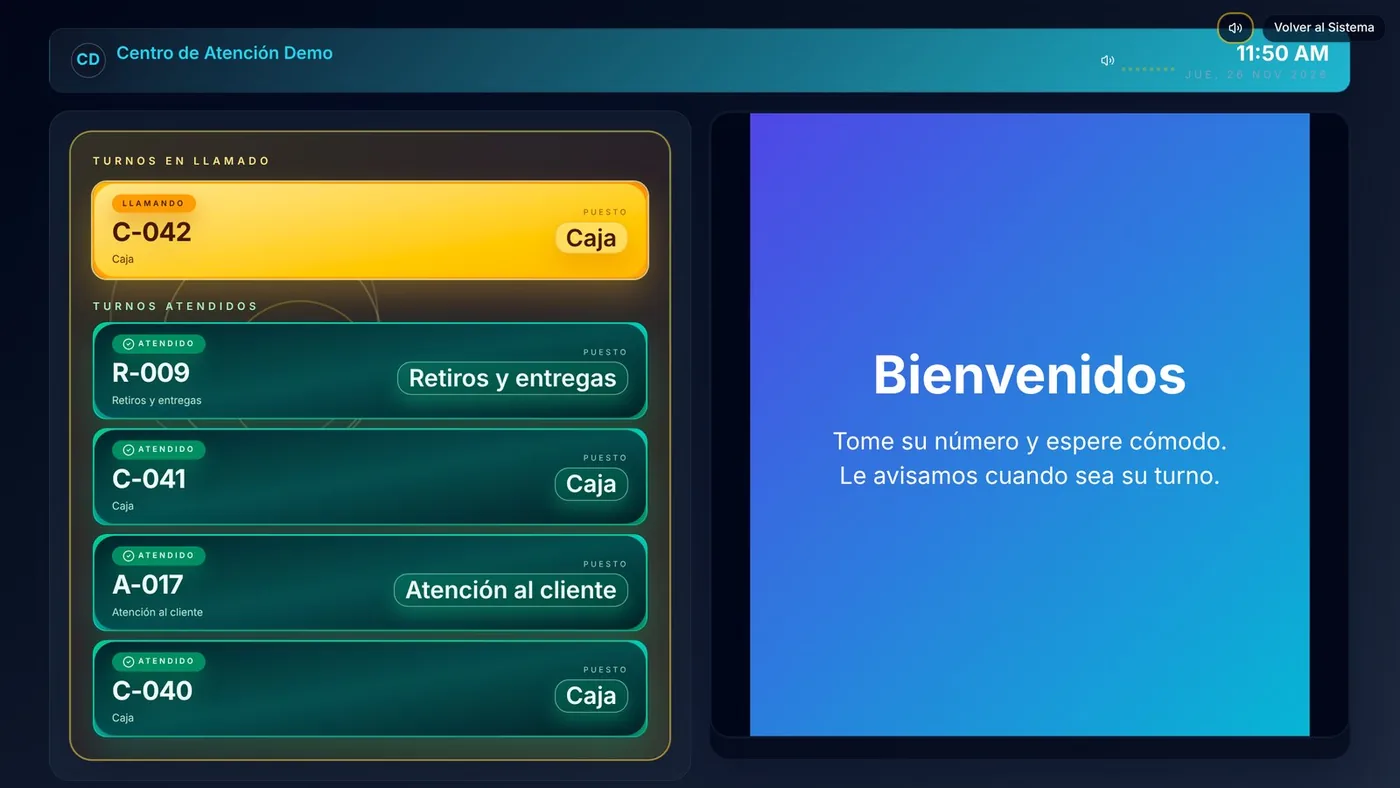 Volver al Sistema
CD
Centro de Atención Demo
11:50 AM
JUE, 26 NOV 2026
TURNOS EN LLAMADO
LLAMANDO
C-042
Caja
PUESTO
Caja
TURNOS ATENDIDOS
ATENDIDO
R-009
Retiros y entregas
PUESTO
Retiros y entregas
ATENDIDO
C-041
Caja
PUESTO
Caja
ATENDIDO
A-017
Atención al cliente
PUESTO
Atención al cliente
ATENDIDO
C-040
Caja
PUESTO
Caja
Bienvenidos
Tome su número y espere cómodo.
Le avisamos cuando sea su turno.